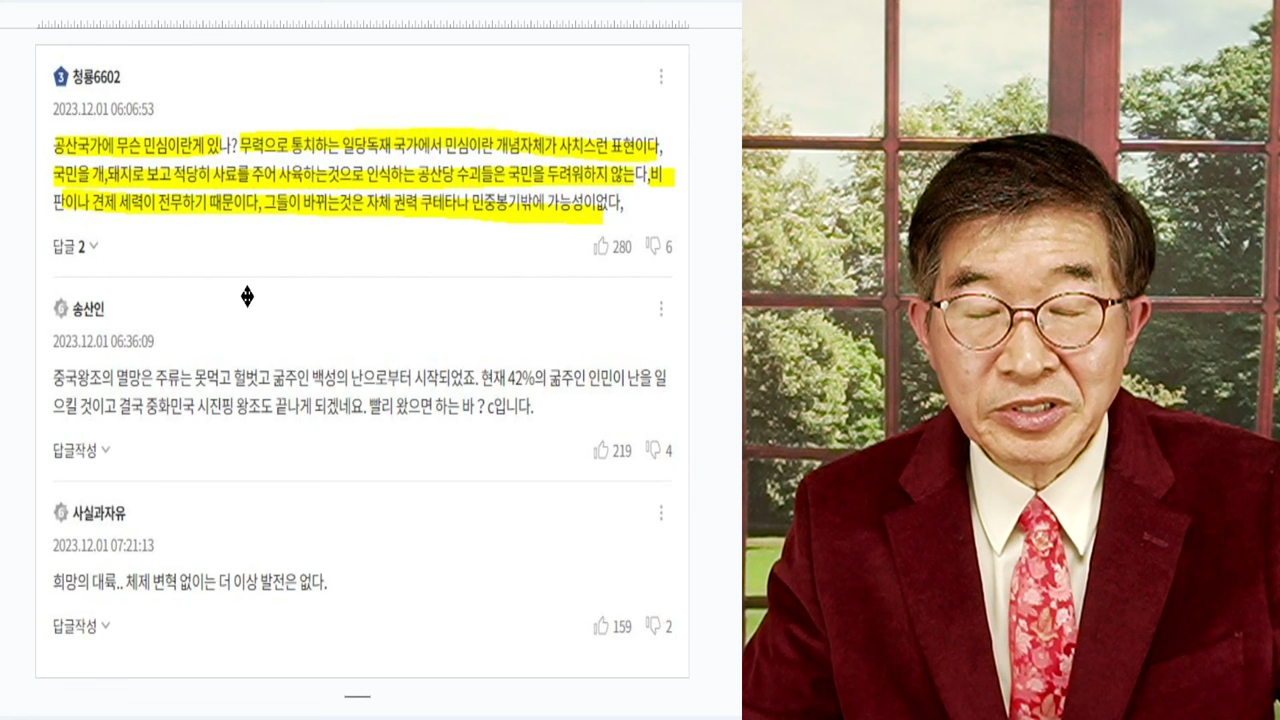 3 청룡6602
2023.12.01 06:06:53
공산국가에 무슨 민심이란게 있나? 무력으로 통치하는 일당독재 국가에서 민심이란 개념자체가 사치스런 표현이다,
국민을 개,돼지로 보고 적당히 사료를 주어 사육하는것으로 인식하는 공산당 수괴들은 국민을 두려워하지 않는다,비
판이나 견제 세력이 전무하기 때문이다, 그들이 바뀌는것은 자체 권력 쿠테타나 민중봉기밖에 가능성이없다,
답글 2 280 6
6 송산인
2023.12.01 06:36:09
중국왕조의 멸망은 주류는 못먹고 헐벗고 굶주인 백성의 난으로부터 시작되었죠. 현재 42%의 굶주인 인민이 난을 일
으킬 것이고 결국 중화민국 시진핑 왕조도 끝나게 되겠네요. 빨리 왔으면 하는 바 ? c입니다.
답글작성 219 4
6 사실과자유
2023.12.01 07:21:13
희망의 대륙.. 체제 변혁 없이는 더 이상 발전은 없다.
답글작성 159 2